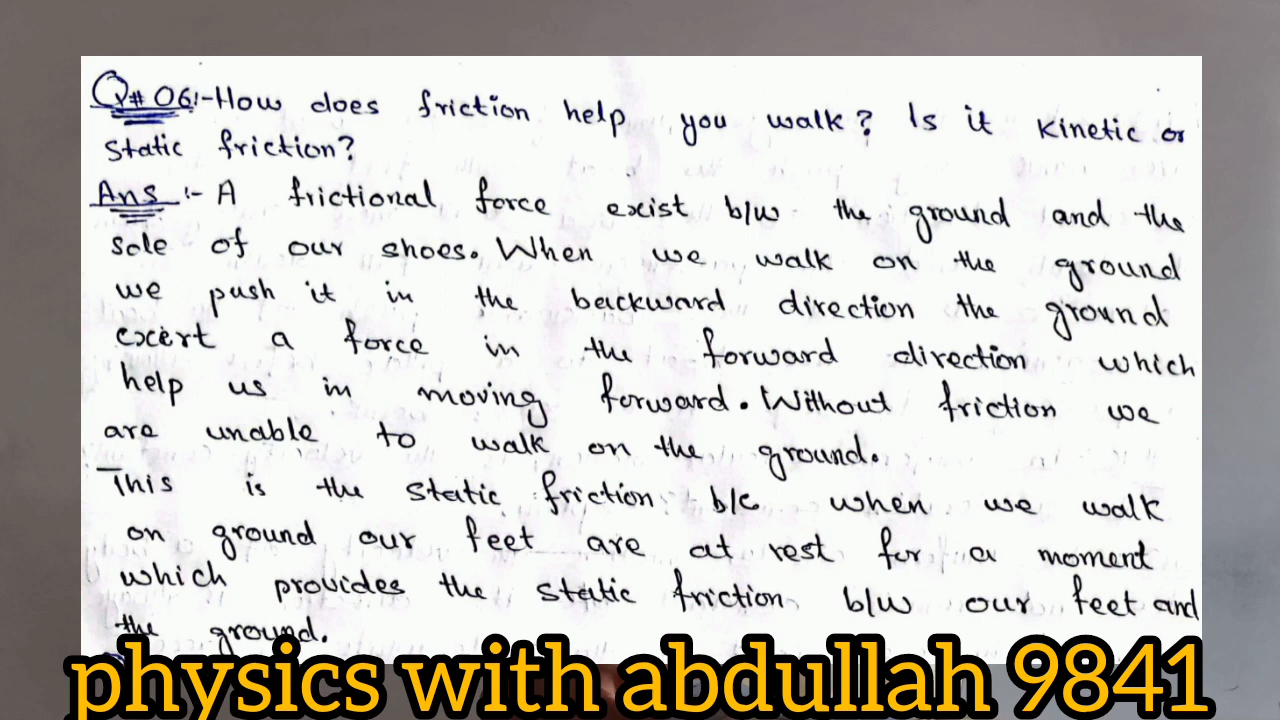 Q# 06:- How does friction help you walk? Is it kinetic or
static friction?
Ans :- A frictional force exist b/w the ground and the
sole of our shoes. When we walk on the ground
we push it in the backward direction the ground
exert a force in the forward direction which
help us in moving forward. Without friction we
are unable to walk on the ground.
This is the static friction b/c when we walk
on ground our feet are at rest for a moment
which provides the static friction b/w our feet and
the ground.
physics with abdullah 9841